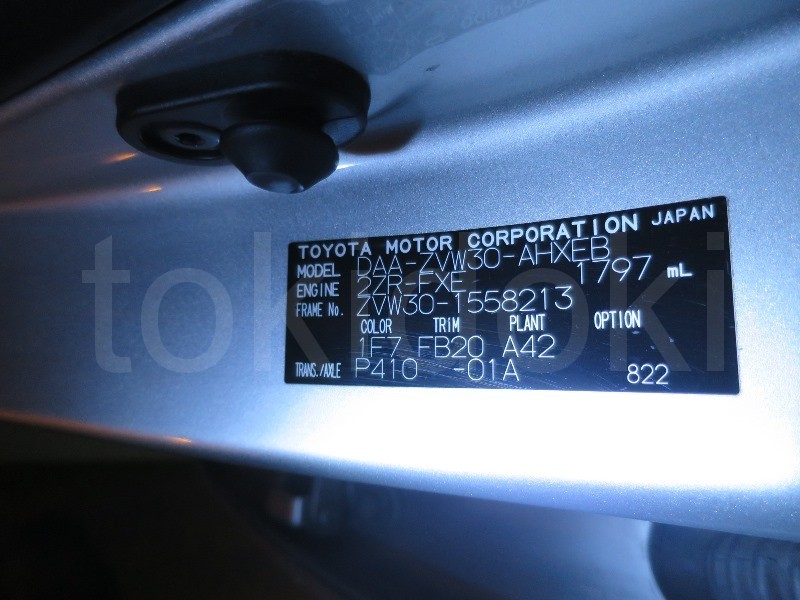 TOYOTA MOTOR CORPORATION JAPAN
MODEL DAA-ZVW30-AHXEB
ENGINE 2ZR-FXE 1797 mL
FRAME No. ZVW30-1558213
COLOR TRIM PLANT OPTION
1F7 FB20 A42
TRANS./AXLE P410 -01A 822
tokidoki